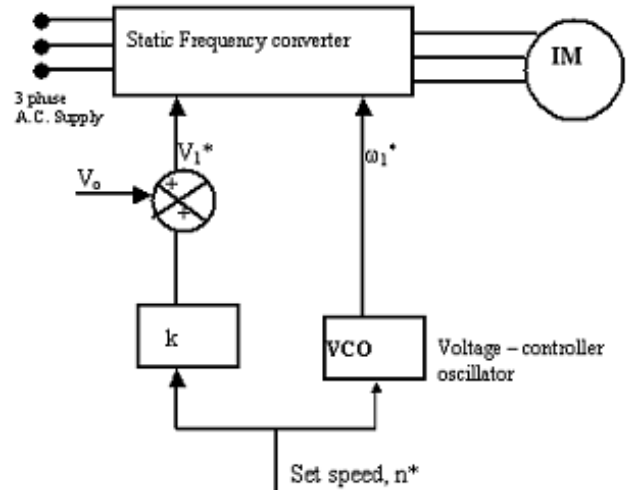 Static Frequency converter
IM
3 phase
A.C. Supply
V₁*
ω₁*
Vₒ
+
+
k
VCO
Voltage – controller
oscillator
Set speed, n*